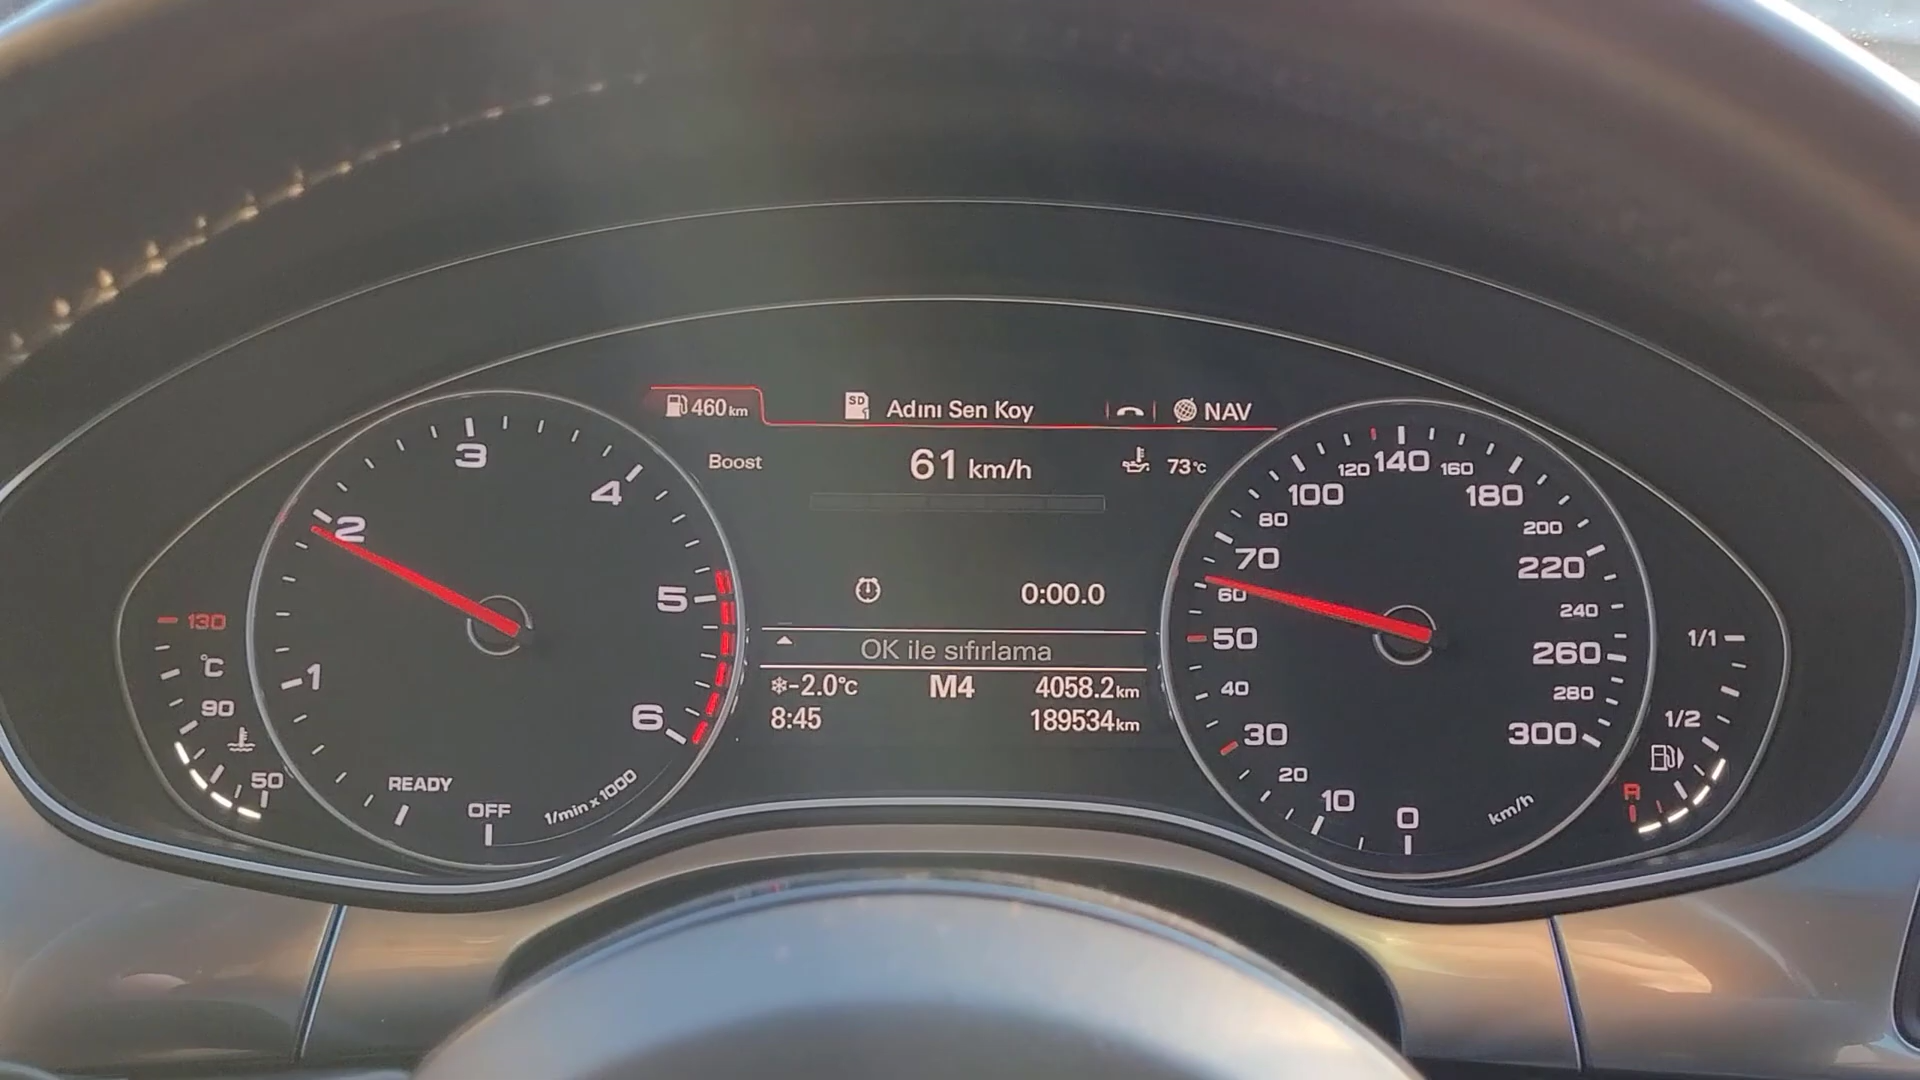 460 km
SD 1 Adını Sen Koy
NAV
Boost
61 km/h
73°C
0:00.0
OK ile sıfırlama
-2.0°C M4 4058.2 km
8:45 189534 km
130
°C
90
50
OFF
READY
1
2
3
4
5
6
1/min x 1000
0
10
20
30
40
50
60
70
80
100
120
140
160
180
200
220
240
260
280
300
km/h
1/1
1/2
R